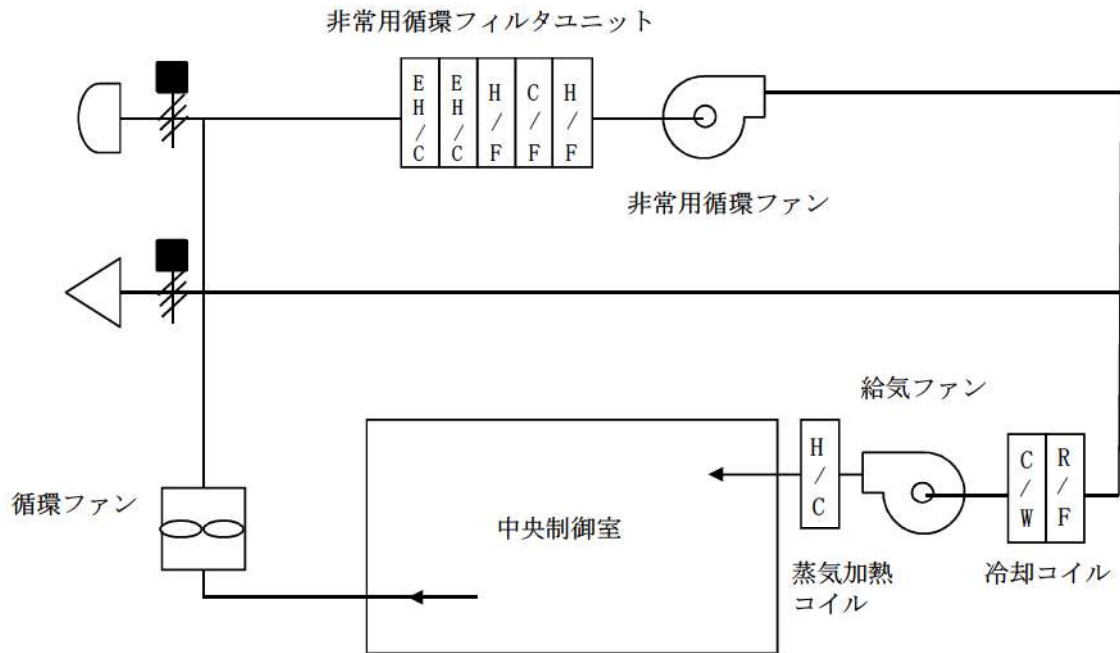 非常用循環フィルタユニット
EH/C
EH/C
H/F
C/F
H/F
非常用循環ファン
給気ファン
H/C
C/W
R/F
循環ファン
中央制御室
蒸気加熱
コイル
冷却コイル